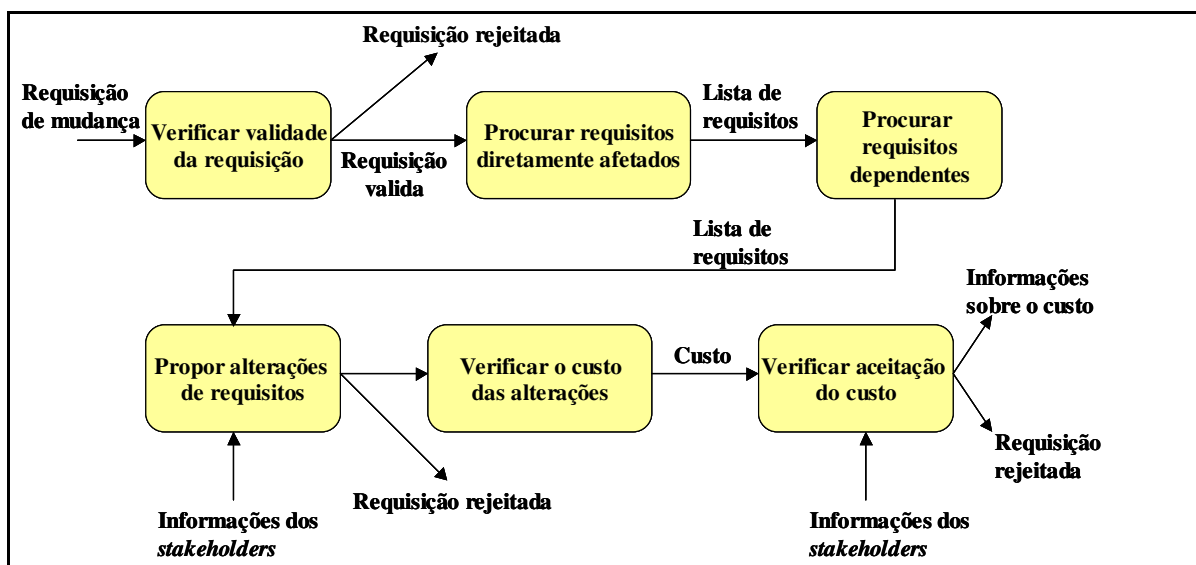 Requisição rejeitada
Requisição
de mudança
Verificar validade
da requisição
Requisição
valida
Procurar requisitos
diretamente afetados
Lista de
requisitos
Procurar
requisitos
dependentes
Lista de
requisitos
Propor alterações
de requisitos
Verificar o custo
das alterações
Custo
Verificar aceitação
do custo
Informações
sobre o custo
Requisição
rejeitada
Requisição rejeitada
Informações dos
stakeholders
Informações dos
stakeholders